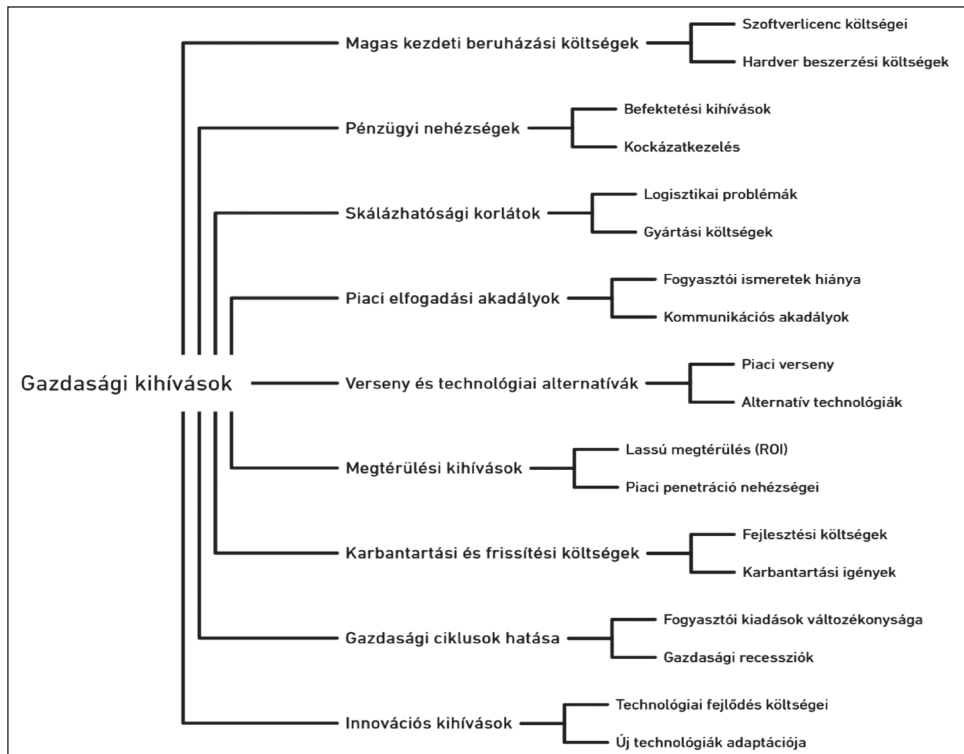 Gazdasági kihívások
Magas kezdeti beruházási költségek
Szoftverlicenc költségei
Hardver beszerzési költségek
Pénzügyi nehézségek
Befektetési kihívások
Kockázatkezelés
Skálázhatósági korlátok
Logisztikai problémák
Gyártási költségek
Piaci elfogadási akadályok
Fogyasztói ismeretek hiánya
Kommunikációs akadályok
Verseny és technológiai alternatívák
Piaci verseny
Alternatív technológiák
Megtérülési kihívások
Lassú megtérülés (ROI)
Piaci penetráció nehézségei
Karbantartási és frissítési költségek
Fejlesztési költségek
Karbantartási igények
Gazdasági ciklusok hatása
Fogyasztói kiadások változékonysága
Gazdasági recessziók
Innovációs kihívások
Technológiai fejlődés költségei
Új technológiák adaptációja